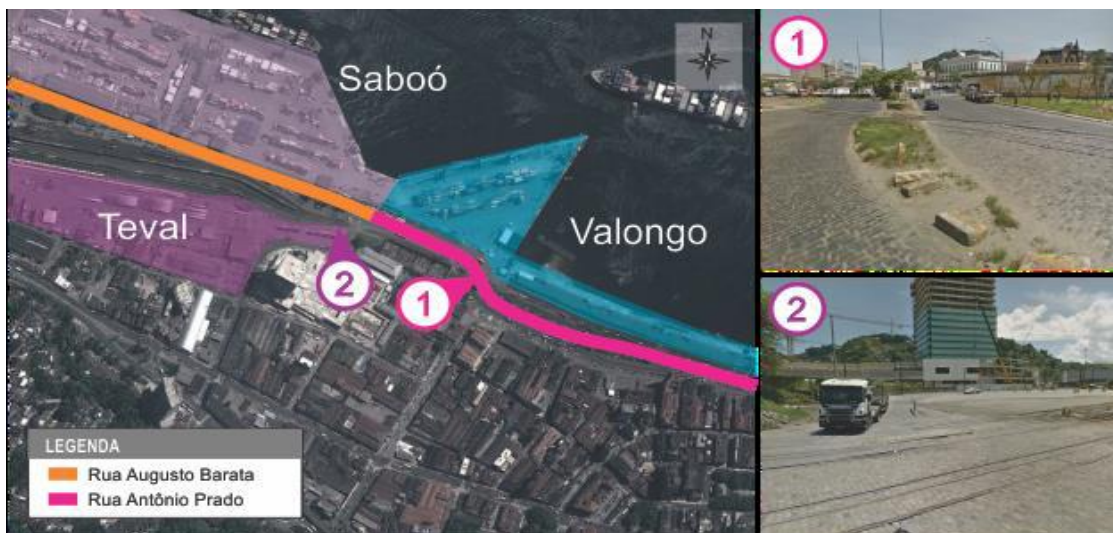 N
Saboó
Valongo
Teval
2
1
LEGENDA
Rua Augusto Barata
Rua Antônio Prado
1
2